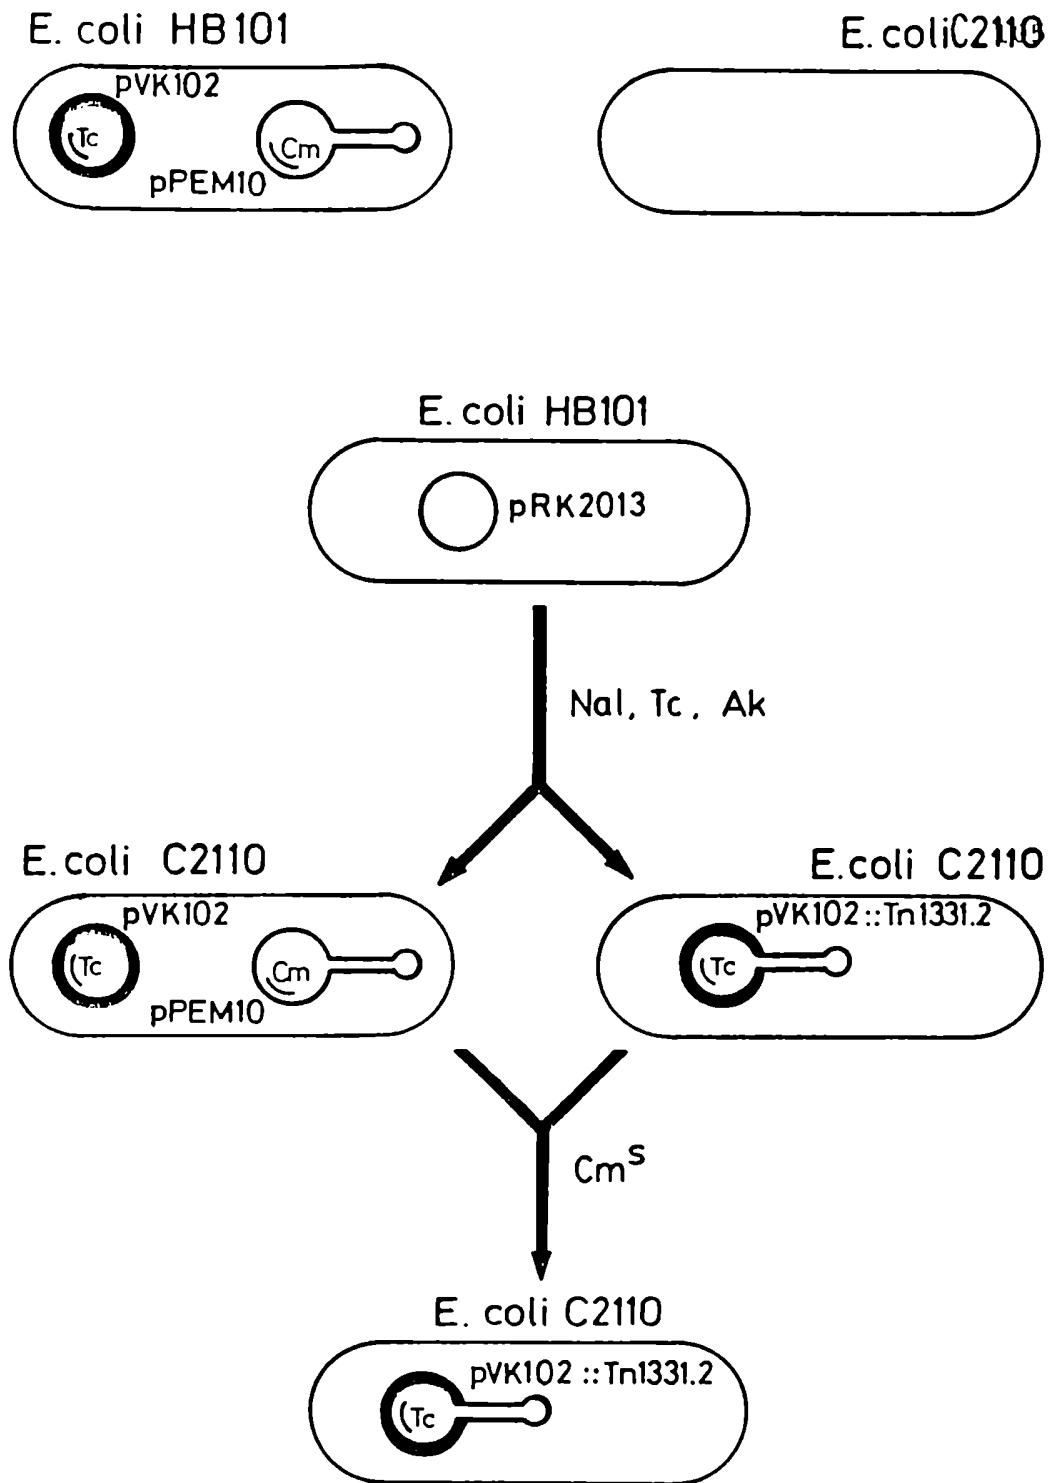 E. coli HB101
E. coli C2110
pVK102
Tc
Cm
pPEM10
E. coli HB101
pRK2013
Nal, Tc, Ak
E. coli C2110
E. coli C2110
pVK102
pVK102::Tn1331.2
Tc
Cm
Tc
pPEM10
Cm^S
E. coli C2110
pVK102::Tn1331.2
Tc